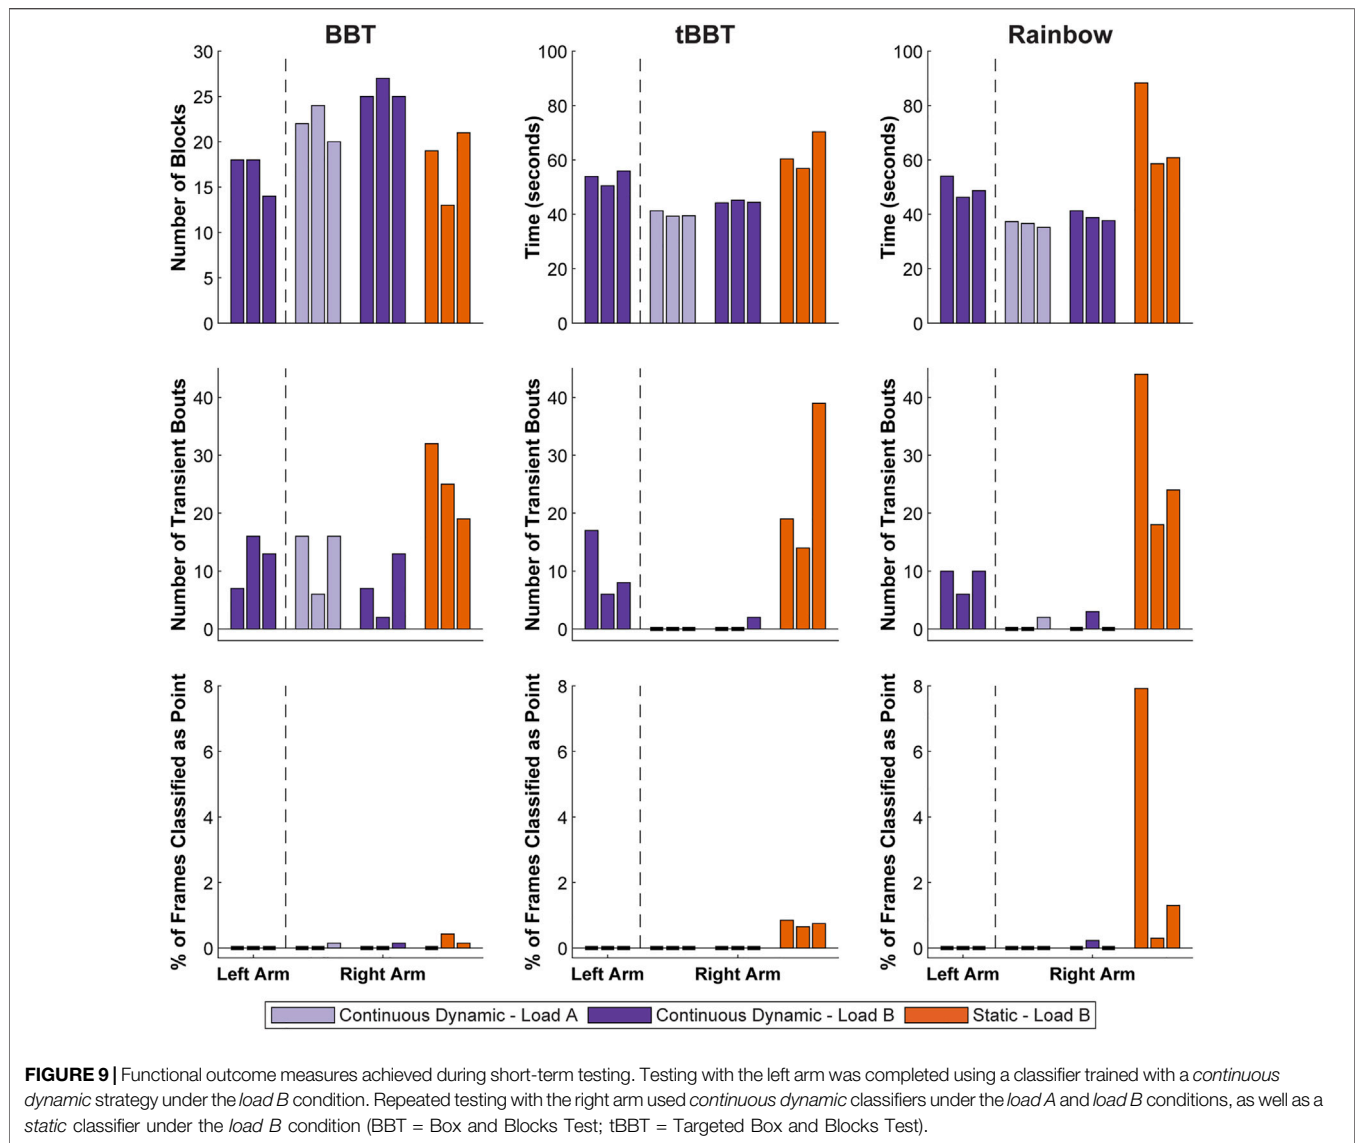 BBT
tBBT
Rainbow
Number of Blocks
30
25
20
15
10
5
0
Time (seconds)
100
80
60
40
20
0
Time (seconds)
100
80
60
40
20
0
Number of Transient Bouts
40
30
20
10
0
Number of Transient Bouts
40
30
20
10
0
Number of Transient Bouts
40
30
20
10
0
% of Frames Classified as Point
8
6
4
2
0
Left Arm
Right Arm
% of Frames Classified as Point
8
6
4
2
0
Left Arm
Right Arm
% of Frames Classified as Point
8
6
4
2
0
Left Arm
Right Arm
Continuous Dynamic - Load A
Continuous Dynamic - Load B
Static - Load B
FIGURE 9 | Functional outcome measures achieved during short-term testing. Testing with the left arm was completed using a classifier trained with a continuous
dynamic strategy under the load B condition. Repeated testing with the right arm used continuous dynamic classifiers under the load A and load B conditions, as well as a
static classifier under the load B condition (BBT = Box and Blocks Test; tBBT = Targeted Box and Blocks Test).